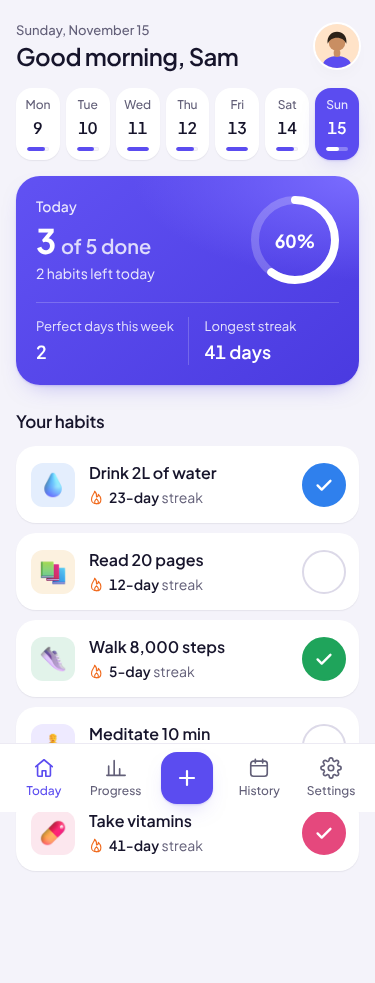 Sunday, November 15
Good morning, Sam
Mon Tue Wed Thu Fri Sat Sun
9 10 11 12 13 14 15
Today
3 of 5 done
2 habits left today
60%
Perfect days this week
2
Longest streak
41 days
Your habits
Drink 2L of water
23-day streak
Read 20 pages
12-day streak
Walk 8,000 steps
5-day streak
Meditate 10 min
Today Progress History Settings
Take vitamins
41-day streak